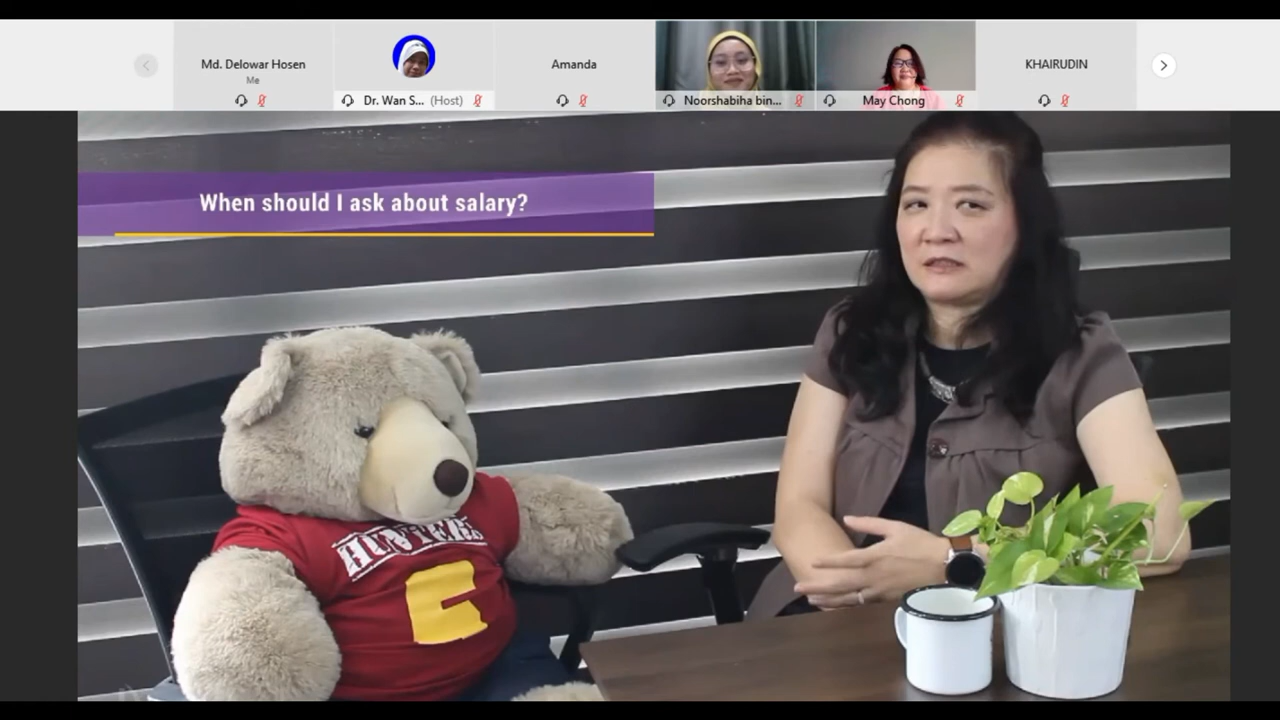 Md. Delowar Hosen
Me
Dr. Wan S... (Host)
Amanda
Noorshabiha bin...
May Chong
KHAIRUDIN
When should I ask about salary?
HUNTERS